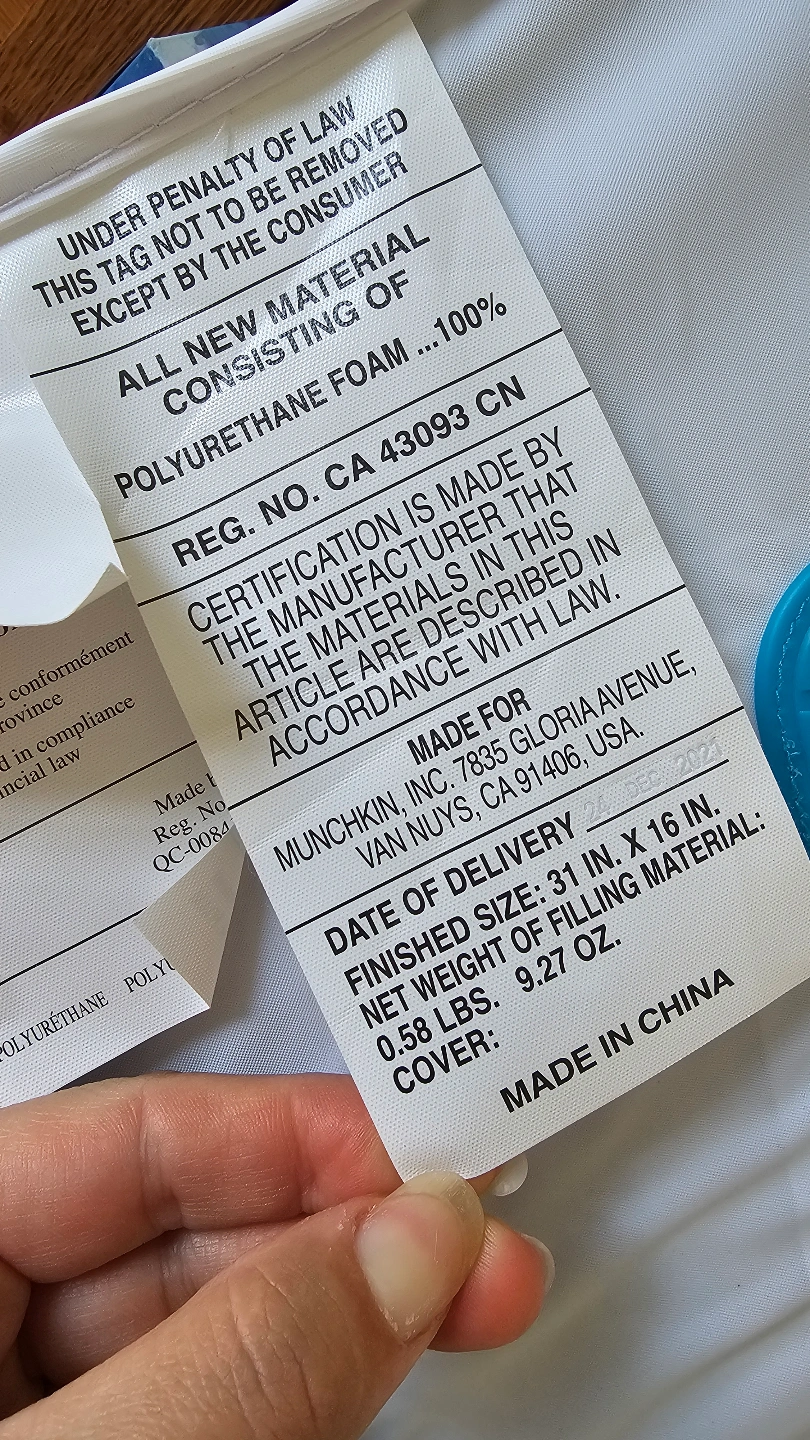 UNDER PENALTY OF LAW
THIS TAG NOT TO BE REMOVED
EXCEPT BY THE CONSUMER
ALL NEW MATERIAL
CONSISTING OF
POLYURETHANE FOAM ...100%
REG. NO. CA 43093 CN
CERTIFICATION IS MADE BY
THE MANUFACTURER THAT
THE MATERIALS IN THIS
ARTICLE ARE DESCRIBED IN
ACCORDANCE WITH LAW.
MADE FOR
MUNCHKIN, INC. 7835 GLORIA AVENUE,
VAN NUYS, CA 91406, USA.
DATE OF DELIVERY 24 DEC 2021
FINISHED SIZE: 31 IN. X 16 IN.
NET WEIGHT OF FILLING MATERIAL:
0.58 LBS. 9.27 OZ.
COVER:
MADE IN CHINA
conformément
in compliance
law
Made
Reg. No
QC-0084
POLYURÉTHANE